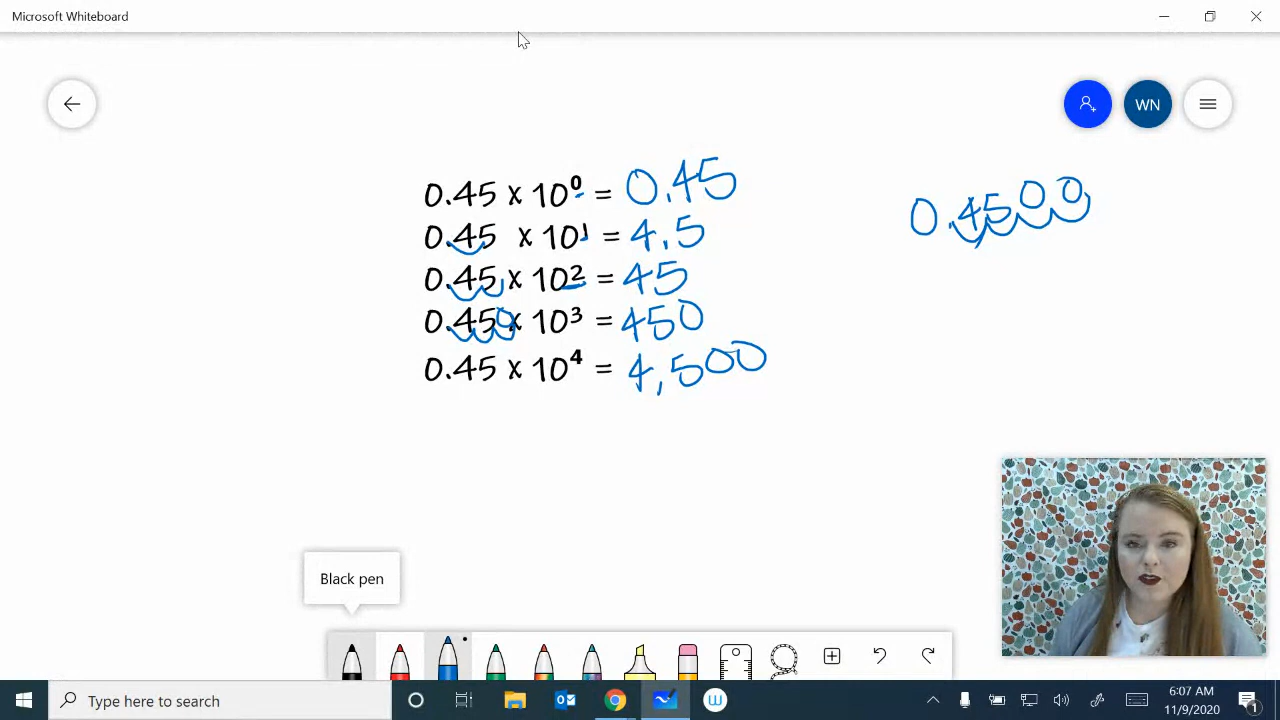 Microsoft Whiteboard
WN
0.45 x 10⁰ = 0.45
0.4500
0.45 x 10¹ = 4.5
0.45 x 10² = 45
0.450 x 10³ = 450
0.45 x 10⁴ = 4,500
Black pen
Type here to search
6:07 AM
11/9/2020
1